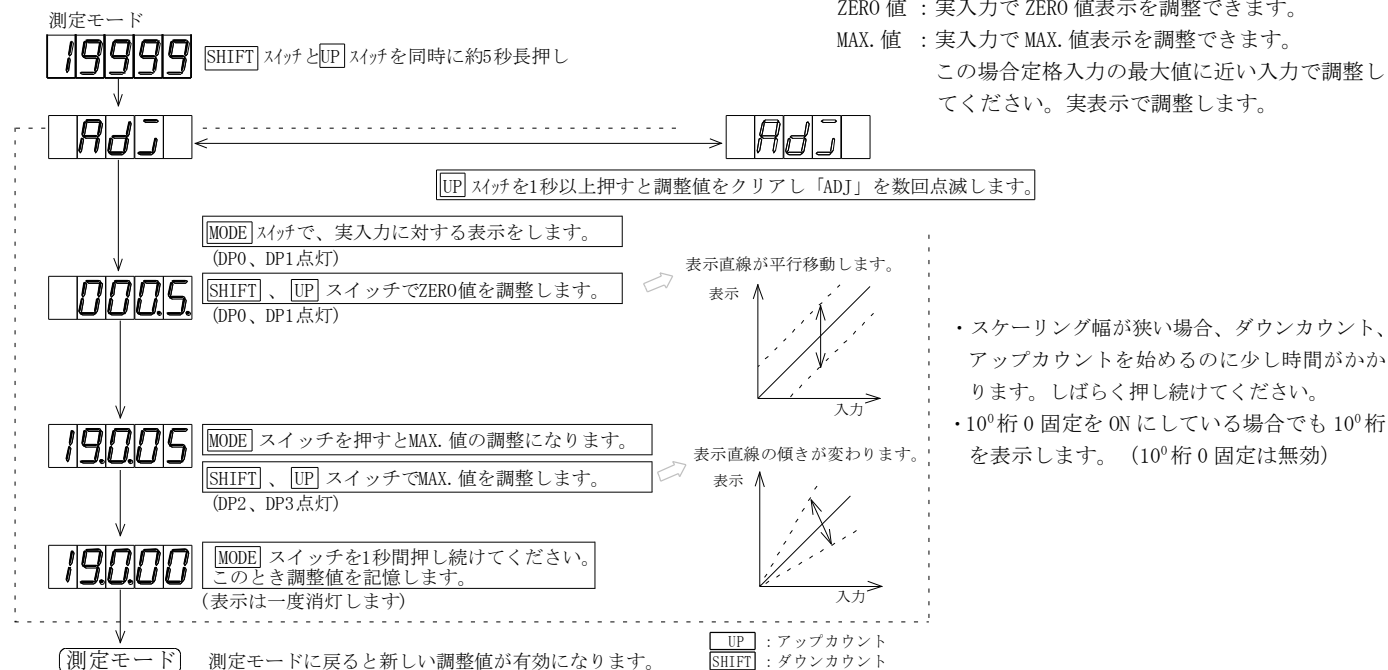 ZERO 値 : 実入力で ZERO 値表示を調整できます。
MAX. 値 : 実入力で MAX. 値表示を調整できます。
この場合定格入力の最大値に近い入力で調整し
てください。実表示で調整します。
測定モード
19999
SHIFT スイッチとUP スイッチを同時に約5秒長押し
Adj
Adj
UP スイッチを1秒以上押すと調整値をクリアし「ADJ」を数回点滅します。
MODE スイッチで、実入力に対する表示をします。
(DP0、DP1点灯)
000.5.
SHIFT 、 UP スイッチでZERO値を調整します。
(DP0、DP1点灯)
表示直線が平行移動します。
表示
入力
・スケーリング幅が狭い場合、ダウンカウント、
アップカウントを始めるのに少し時間がかか
ります。しばらく押し続けてください。
・10⁰桁 0 固定を ON にしている場合でも 10⁰桁
を表示します。 (10⁰桁 0 固定は無効)
19.0.05
MODE スイッチを押すとMAX. 値の調整になります。
SHIFT 、 UP スイッチでMAX. 値を調整します。
(DP2、DP3点灯)
表示直線の傾きが変わります。
表示
入力
19.0.00
MODE スイッチを1秒間押し続けてください。
このとき調整値を記憶します。
(表示は一度消灯します)
測定モード
測定モードに戻ると新しい調整値が有効になります。
UP : アップカウント
SHIFT : ダウンカウント